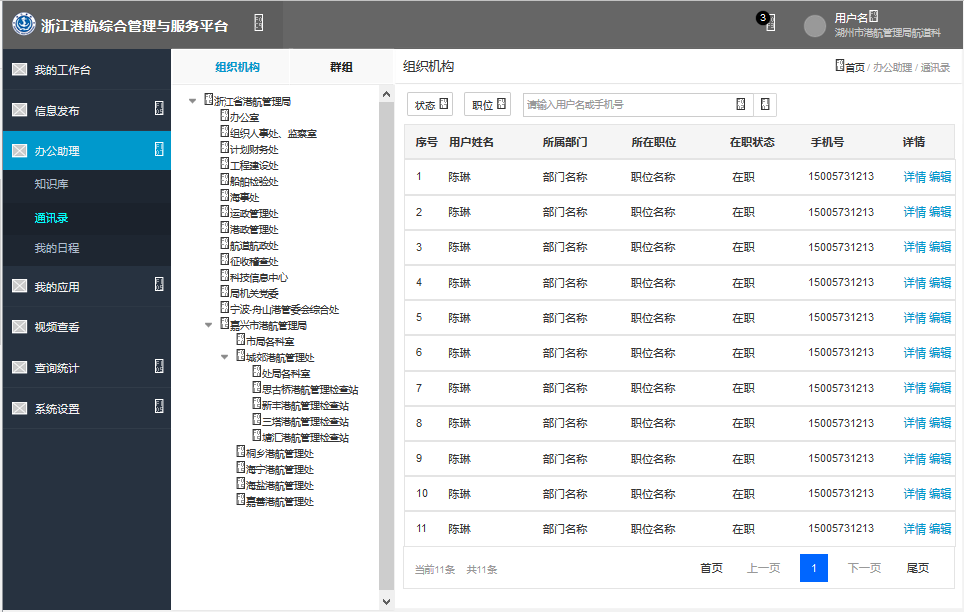 浙江港航综合管理与服务平台
3
用户名
湖州市港航管理局航道科
我的工作台
信息发布
办公助理
知识库
通讯录
我的日程
我的应用
视频查看
查询统计
系统设置
组织机构 群组
浙江省港航管理局
办公室
组织人事处、监察室
计划财务处
工程建设处
船舶检验处
海事处
运政管理处
港政管理处
航道航政处
征收稽查处
科技信息中心
局机关党委
宁波-舟山港管委会综合处
嘉兴市港航管理局
市局各科室
城郊港航管理处
处局各科室
思古桥港航管理检查站
新丰港航管理检查站
三塔港航管理检查站
塘汇港航管理检查站
桐乡港航管理处
海宁港航管理处
海盐港航管理处
嘉善港航管理处
组织机构 首页 / 办公助理 / 通讯录
状态 职位 请输入用户名或手机号
序号 用户姓名 所属部门 所在职位 在职状态 手机号 详情
1 陈琳 部门名称 职位名称 在职 15005731213 详情 编辑
2 陈琳 部门名称 职位名称 在职 15005731213 详情 编辑
3 陈琳 部门名称 职位名称 在职 15005731213 详情 编辑
4 陈琳 部门名称 职位名称 在职 15005731213 详情 编辑
5 陈琳 部门名称 职位名称 在职 15005731213 详情 编辑
6 陈琳 部门名称 职位名称 在职 15005731213 详情 编辑
7 陈琳 部门名称 职位名称 在职 15005731213 详情 编辑
8 陈琳 部门名称 职位名称 在职 15005731213 详情 编辑
9 陈琳 部门名称 职位名称 在职 15005731213 详情 编辑
10 陈琳 部门名称 职位名称 在职 15005731213 详情 编辑
11 陈琳 部门名称 职位名称 在职 15005731213 详情 编辑
当前11条 共11条 首页 上一页 1 下一页 尾页